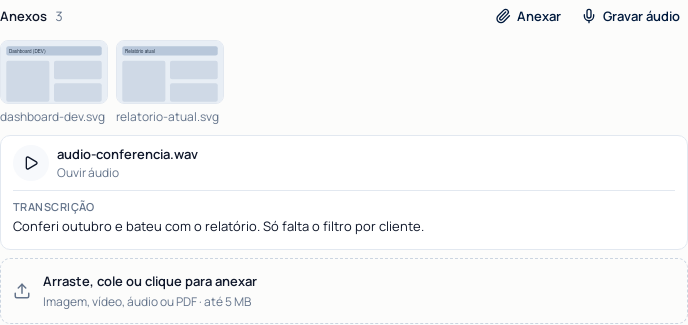 Anexos 3
Anexar
Gravar áudio
Dashboard (DEV)
Relatório atual
dashboard-dev.svg
relatorio-atual.svg
audio-conferencia.wav
Ouvir áudio
TRANSCRIÇÃO
Conferi outubro e bateu com o relatório. Só falta o filtro por cliente.
Arraste, cole ou clique para anexar
Imagem, vídeo, áudio ou PDF · até 5 MB